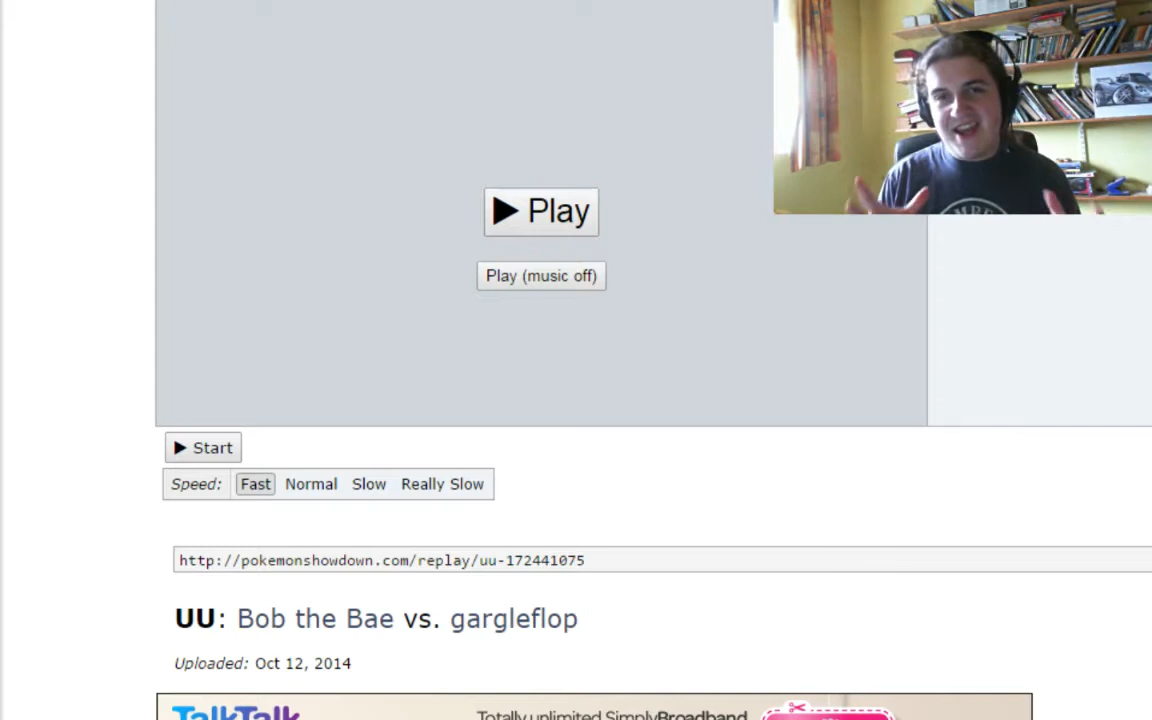 ▶ Play
Play (music off)
▶ Start
Speed: Fast Normal Slow Really Slow
http://pokemonshowdown.com/replay/uu-172441075
UU: Bob the Bae vs. gargleflop
Uploaded: Oct 12, 2014
TalkTalk Totally unlimited SimplyBroadband